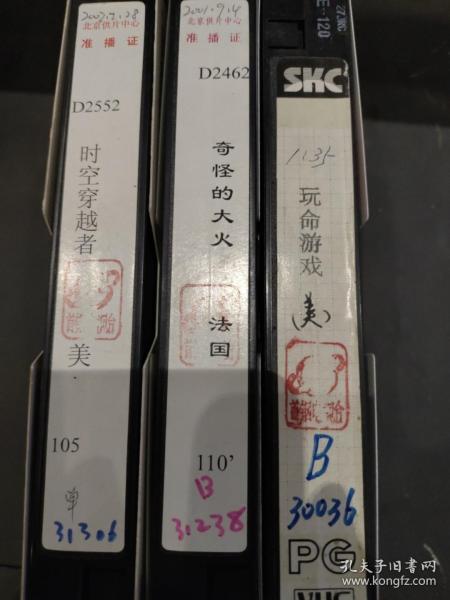 北京供片中心
准播证
D2552
时空穿越者
美.
105
单
31306
2001.9.4
北京供片中心
准播证
D2462
奇怪的大火
法国
110'
B
31238
E-120
SKC
1135
玩命游戏
(美)
B
30036
PG
VHS
孔夫子旧书网
www.kongfz.com